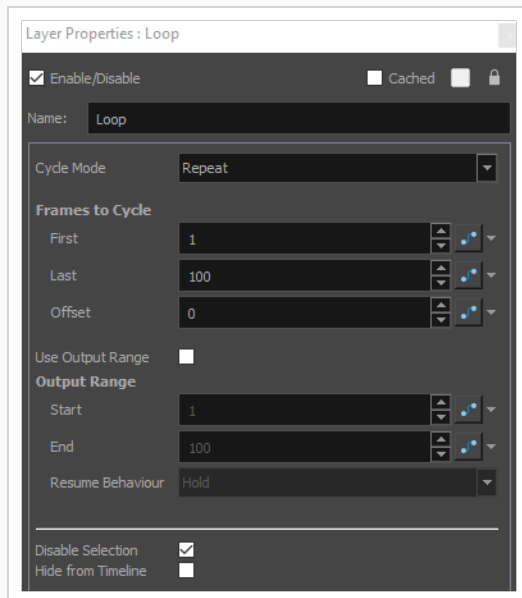 Layer Properties : Loop
Enable/Disable
Cached
Name: Loop
Cycle Mode Repeat
Frames to Cycle
First 1
Last 100
Offset 0
Use Output Range
Output Range
Start 1
End 100
Resume Behaviour Hold
Disable Selection
Hide from Timeline